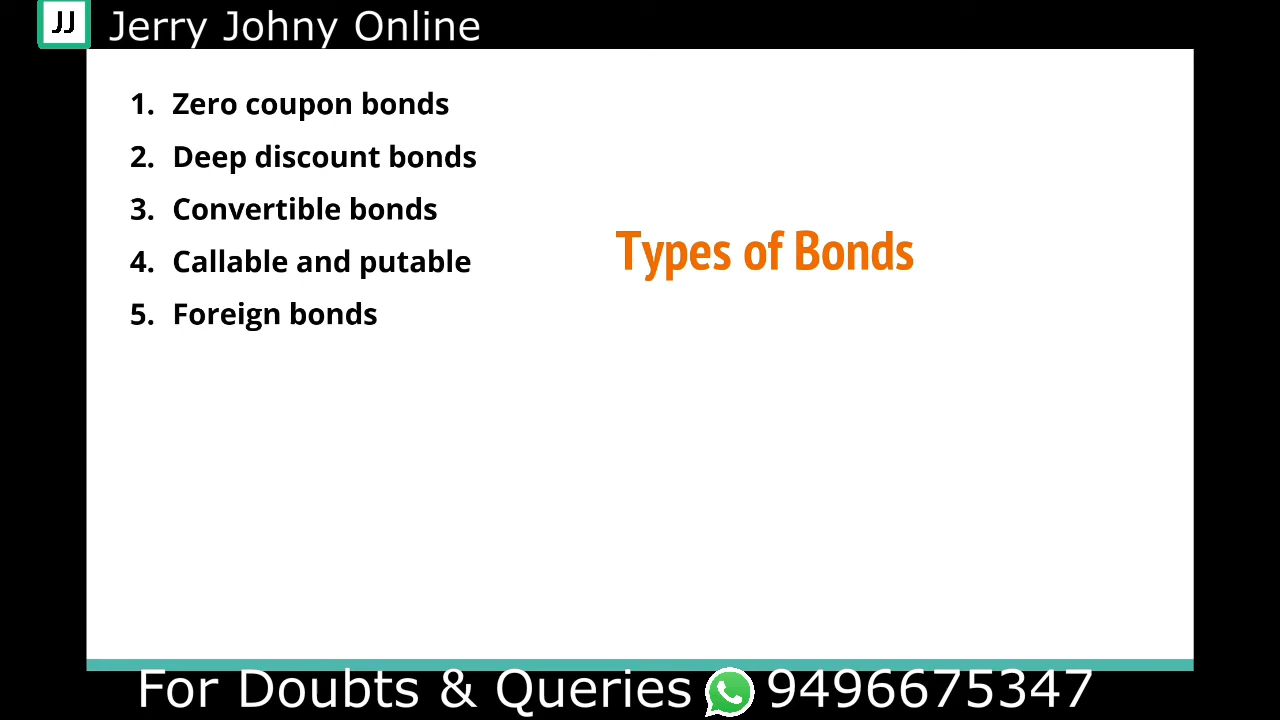 JJ Jerry Johny Online
1. Zero coupon bonds
2. Deep discount bonds
3. Convertible bonds
4. Callable and putable
5. Foreign bonds
Types of Bonds
For Doubts & Queries 9496675347